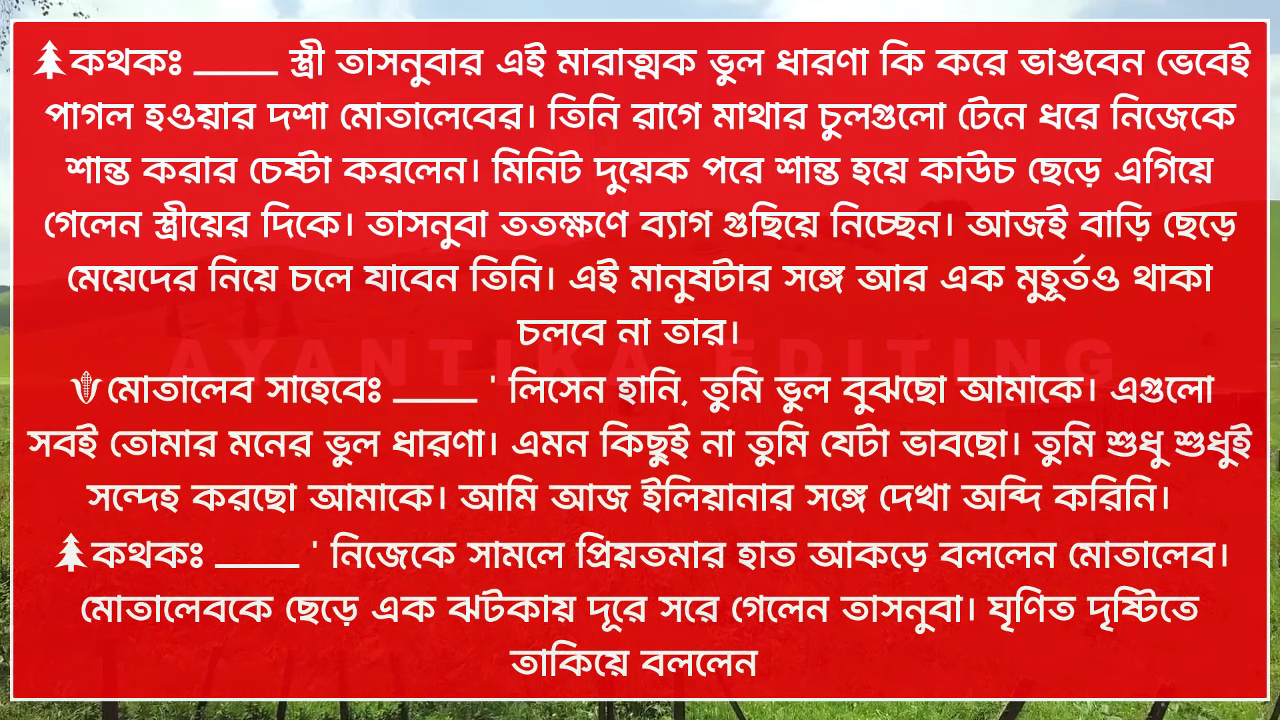 🌲কথকঃ _____ স্ত্রী তাসনুবার এই মারাত্মক ভুল ধারণা কি করে ভাঙবেন ভেবেই
পাগল হওয়ার দশা মোতালেবের। তিনি রাগে মাথার চুলগুলো টেনে ধরে নিজেকে
শান্ত করার চেষ্টা করলেন। মিনিট দুয়েক পরে শান্ত হয়ে কাউচ ছেড়ে এগিয়ে
গেলেন স্ত্রীয়ের দিকে। তাসনুবা ততক্ষণে ব্যাগ গুছিয়ে নিচ্ছেন। আজই বাড়ি ছেড়ে
মেয়েদের নিয়ে চলে যাবেন তিনি। এই মানুষটার সঙ্গে আর এক মুহূর্তও থাকা
চলবে না তার।
AYANTIKA EDITING
🌽মোতালেব সাহেবঃ _____ ' লিসেন হানি, তুমি ভুল বুঝছো আমাকে। এগুলো
সবই তোমার মনের ভুল ধারণা। এমন কিছুই না তুমি যেটা ভাবছো। তুমি শুধু শুধুই
সন্দেহ করছো আমাকে। আমি আজ ইলিয়ানার সঙ্গে দেখা অব্দি করিনি।
🌲কথকঃ _____ ' নিজেকে সামলে প্রিয়তমার হাত আকড়ে বললেন মোতালেব।
মোতালেবকে ছেড়ে এক ঝটকায় দূরে সরে গেলেন তাসনুবা। ঘৃণিত দৃষ্টিতে
তাকিয়ে বললেন